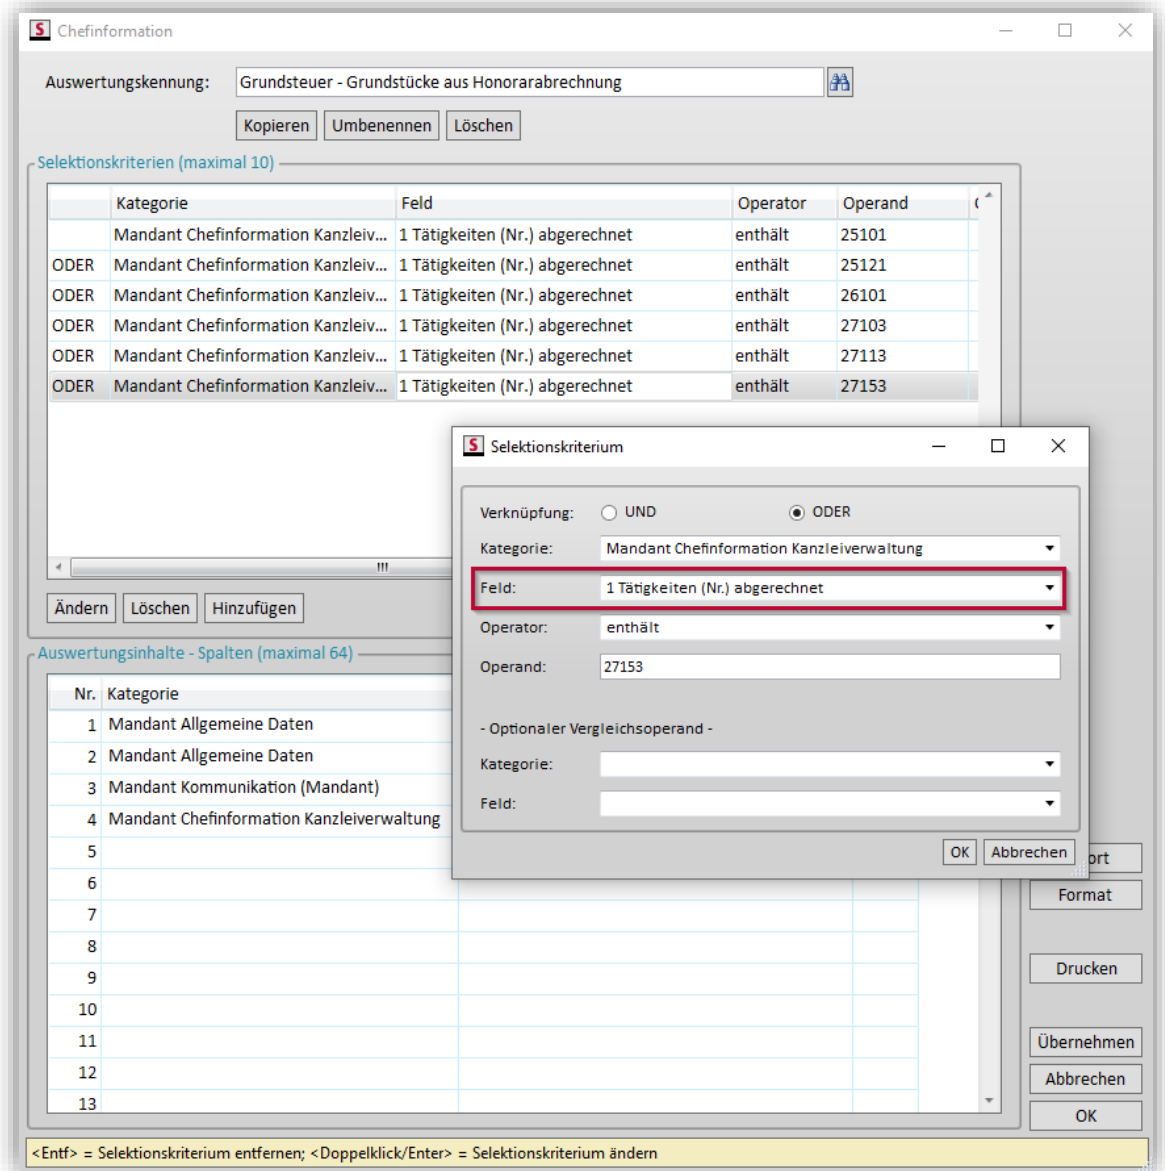 S Chefinformation
Auswertungskennung: Grundsteuer - Grundstücke aus Honorarabrechnung
Kopieren Umbenennen Löschen
Selektionskriterien (maximal 10)
Kategorie Feld Operator Operand
Mandant Chefinformation Kanzleiv... 1 Tätigkeiten (Nr.) abgerechnet enthält 25101
ODER Mandant Chefinformation Kanzleiv... 1 Tätigkeiten (Nr.) abgerechnet enthält 25121
ODER Mandant Chefinformation Kanzleiv... 1 Tätigkeiten (Nr.) abgerechnet enthält 26101
ODER Mandant Chefinformation Kanzleiv... 1 Tätigkeiten (Nr.) abgerechnet enthält 27103
ODER Mandant Chefinformation Kanzleiv... 1 Tätigkeiten (Nr.) abgerechnet enthält 27113
ODER Mandant Chefinformation Kanzleiv... 1 Tätigkeiten (Nr.) abgerechnet enthält 27153
Ändern Löschen Hinzufügen
S Selektionskriterium
Verknüpfung: UND ODER
Kategorie: Mandant Chefinformation Kanzleiverwaltung
Feld: 1 Tätigkeiten (Nr.) abgerechnet
Operator: enthält
Operand: 27153
- Optionaler Vergleichsoperand -
Kategorie:
Feld:
OK Abbrechen
Auswertungsinhalte - Spalten (maximal 64)
Nr. Kategorie
1 Mandant Allgemeine Daten
2 Mandant Allgemeine Daten
3 Mandant Kommunikation (Mandant)
4 Mandant Chefinformation Kanzleiverwaltung
5
6
7
8
9
10
11
12
13
ort
Format
Drucken
Übernehmen
Abbrechen
OK
<Entf> = Selektionskriterium entfernen; <Doppelklick/Enter> = Selektionskriterium ändern